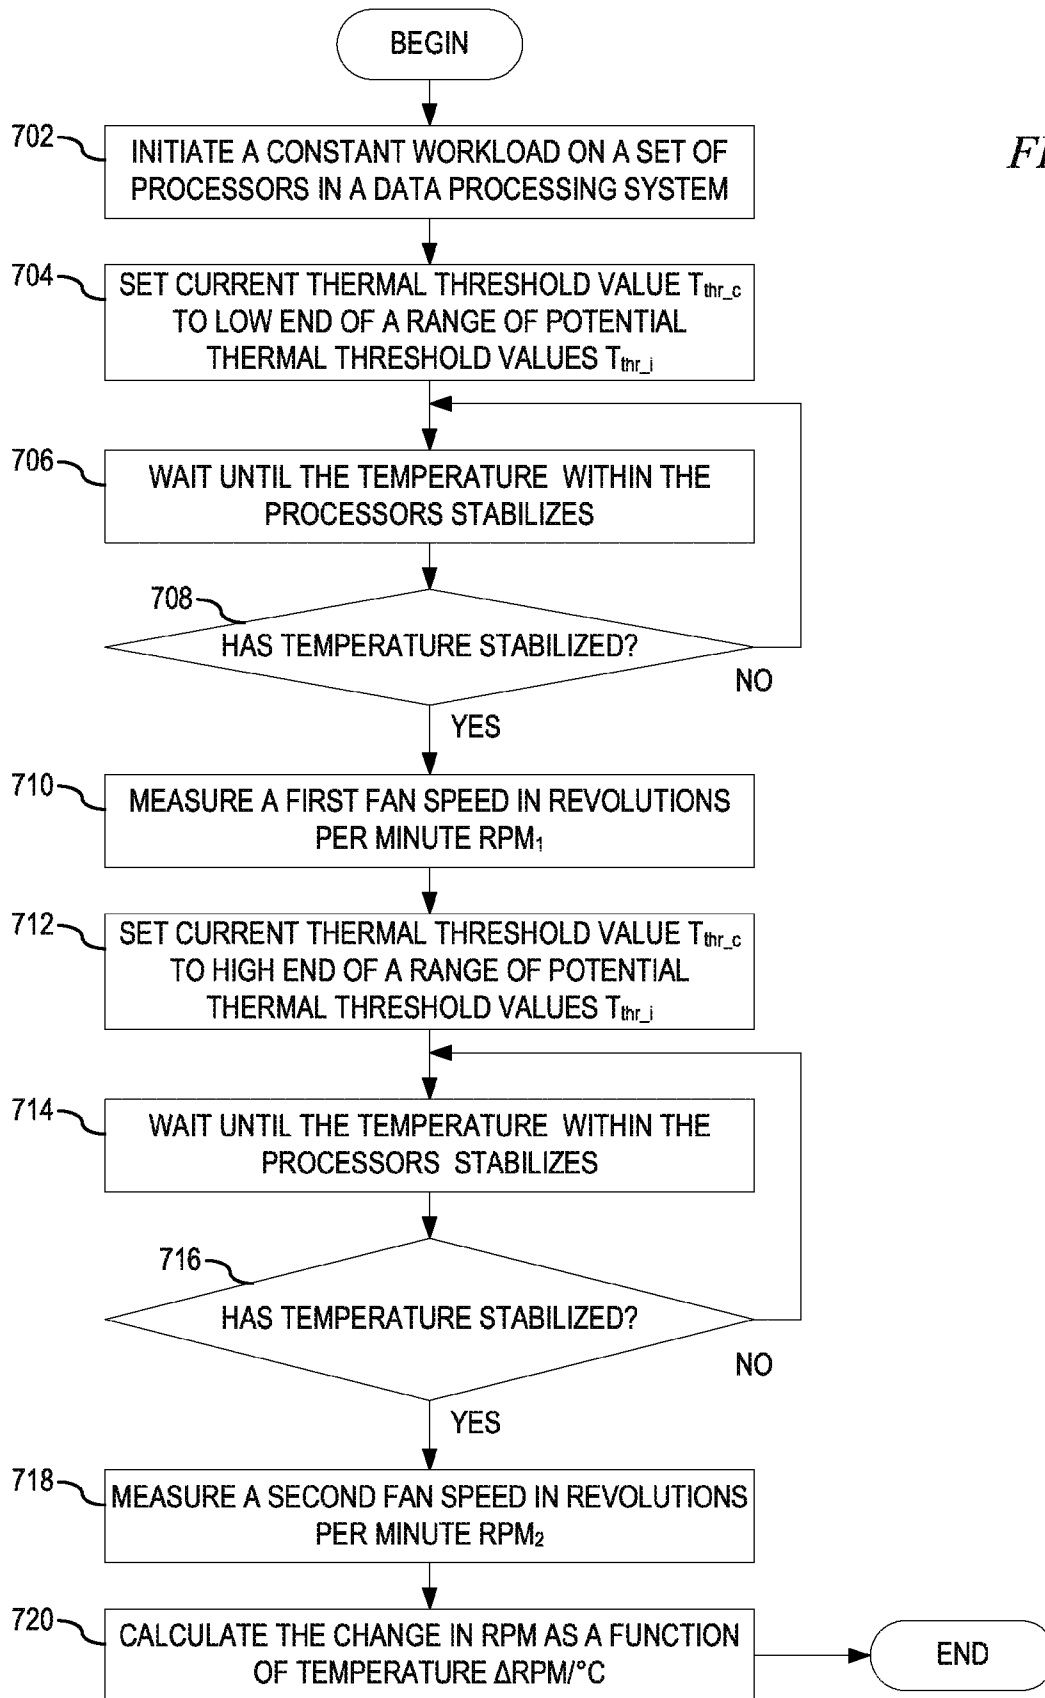 BEGIN
702
INITIATE A CONSTANT WORKLOAD ON A SET OF
PROCESSORS IN A DATA PROCESSING SYSTEM
704
SET CURRENT THERMAL THRESHOLD VALUE Tthr_c
TO LOW END OF A RANGE OF POTENTIAL
THERMAL THRESHOLD VALUES Tthr_i
706
WAIT UNTIL THE TEMPERATURE WITHIN THE
PROCESSORS STABILIZES
708
HAS TEMPERATURE STABILIZED?
NO
YES
710
MEASURE A FIRST FAN SPEED IN REVOLUTIONS
PER MINUTE RPM₁
712
SET CURRENT THERMAL THRESHOLD VALUE Tthr_c
TO HIGH END OF A RANGE OF POTENTIAL
THERMAL THRESHOLD VALUES Tthr_i
714
WAIT UNTIL THE TEMPERATURE WITHIN THE
PROCESSORS STABILIZES
716
HAS TEMPERATURE STABILIZED?
NO
YES
718
MEASURE A SECOND FAN SPEED IN REVOLUTIONS
PER MINUTE RPM₂
720
CALCULATE THE CHANGE IN RPM AS A FUNCTION
OF TEMPERATURE ΔRPM/°C
END